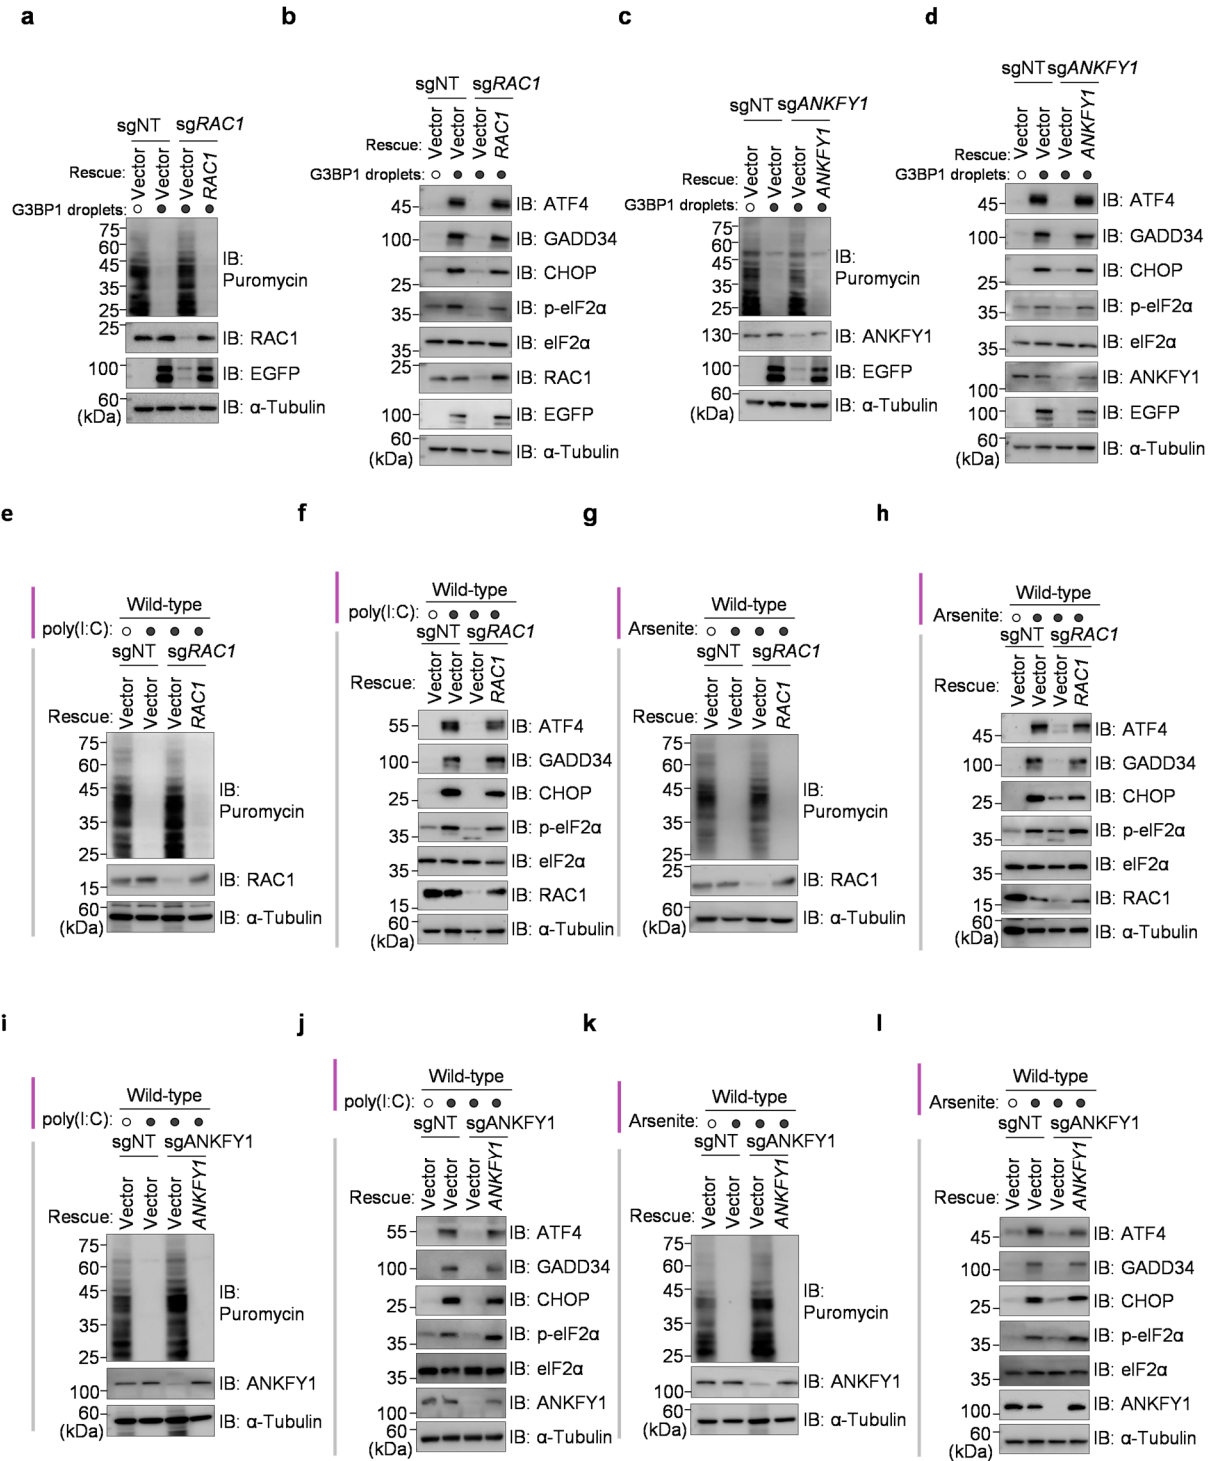 a
sgNT sgRAC1
Rescue: Vector Vector Vector RAC1
G3BP1 droplets:
75
60
45
35
25
IB: Puromycin
25
IB: RAC1
100
IB: EGFP
60
IB: α-Tubulin
(kDa)
b
sgNT sgRAC1
Rescue: Vector Vector Vector RAC1
G3BP1 droplets:
45
IB: ATF4
100
IB: GADD34
25
IB: CHOP
35
IB: p-eIF2α
35
IB: eIF2α
25
IB: RAC1
100
IB: EGFP
60
IB: α-Tubulin
(kDa)
c
sgNT sgANKFY1
Rescue: Vector Vector Vector ANKFY1
G3BP1 droplets:
75
60
45
35
25
IB: Puromycin
130
IB: ANKFY1
100
IB: EGFP
60
IB: α-Tubulin
(kDa)
d
sgNT sgANKFY1
Rescue: Vector Vector Vector ANKFY1
G3BP1 droplets:
45
IB: ATF4
100
IB: GADD34
25
IB: CHOP
35
IB: p-eIF2α
35
IB: eIF2α
100
IB: ANKFY1
100
IB: EGFP
60
IB: α-Tubulin
(kDa)
e
Wild-type
poly(I:C):
sgNT sgRAC1
Rescue: Vector Vector Vector RAC1
75
60
45
35
25
IB: Puromycin
15
IB: RAC1
60
IB: α-Tubulin
(kDa)
f
Wild-type
poly(I:C):
sgNT sgRAC1
Rescue: Vector Vector Vector RAC1
55
IB: ATF4
100
IB: GADD34
25
IB: CHOP
35
IB: p-eIF2α
35
IB: eIF2α
15
IB: RAC1
60
IB: α-Tubulin
(kDa)
g
Wild-type
Arsenite:
sgNT sgRAC1
Rescue: Vector Vector Vector RAC1
75
60
45
35
25
IB: Puromycin
25
15
IB: RAC1
60
IB: α-Tubulin
(kDa)
h
Wild-type
Arsenite:
sgNT sgRAC1
Rescue: Vector Vector Vector RAC1
45
IB: ATF4
100
IB: GADD34
25
IB: CHOP
35
IB: p-eIF2α
35
IB: eIF2α
15
IB: RAC1
60
IB: α-Tubulin
(kDa)
i
Wild-type
poly(I:C):
sgNT sgANKFY1
Rescue: Vector Vector Vector ANKFY1
75
60
45
35
25
IB: Puromycin
100
IB: ANKFY1
60
IB: α-Tubulin
(kDa)
j
Wild-type
poly(I:C):
sgNT sgANKFY1
Rescue: Vector Vector Vector ANKFY1
55
IB: ATF4
100
IB: GADD34
25
IB: CHOP
35
IB: p-eIF2α
35
IB: eIF2α
100
IB: ANKFY1
60
IB: α-Tubulin
(kDa)
k
Wild-type
Arsenite:
sgNT sgANKFY1
Rescue: Vector Vector Vector ANKFY1
75
60
45
35
25
IB: Puromycin
100
IB: ANKFY1
60
IB: α-Tubulin
(kDa)
l
Wild-type
Arsenite:
sgNT sgANKFY1
Rescue: Vector Vector Vector ANKFY1
45
IB: ATF4
100
IB: GADD34
25
IB: CHOP
35
IB: p-eIF2α
35
IB: eIF2α
100
IB: ANKFY1
60
IB: α-Tubulin
(kDa)